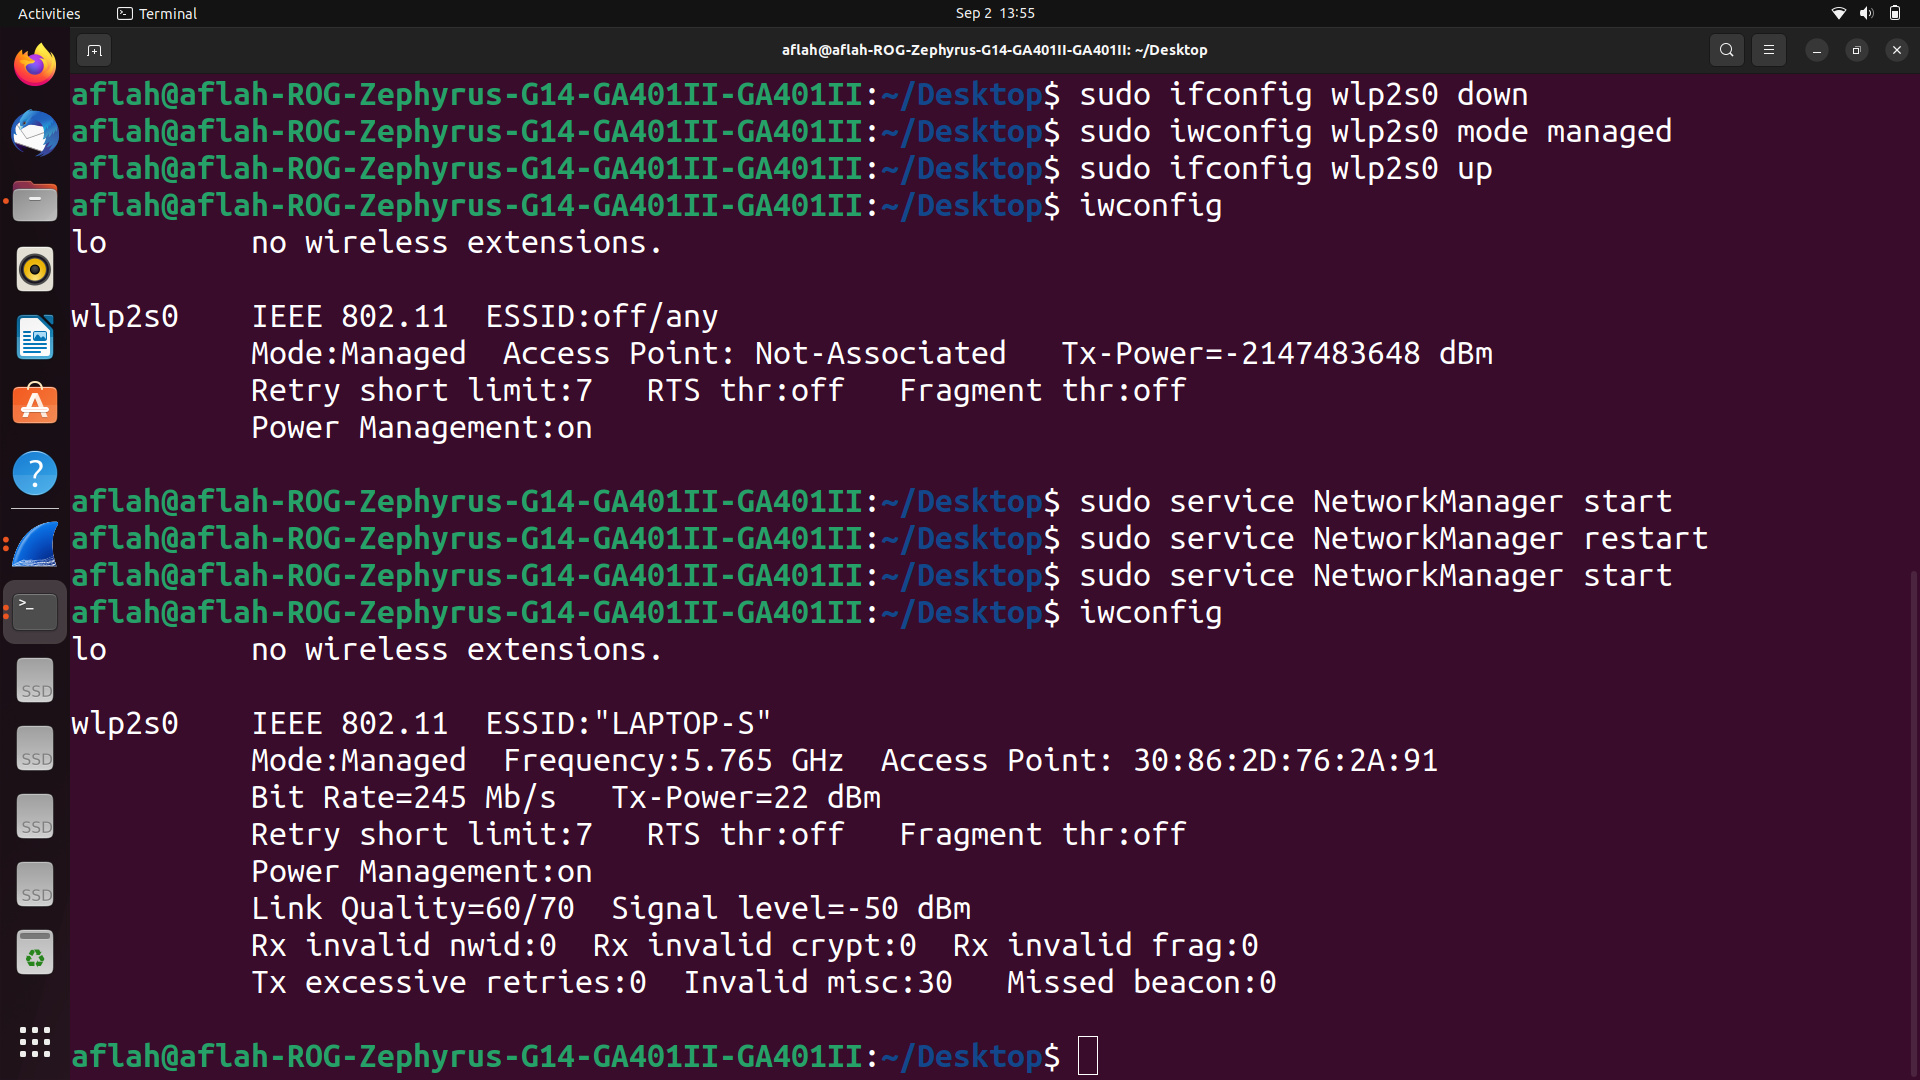 Activities Terminal Sep 2 13:55
aflah@aflah-ROG-Zephyrus-G14-GA401II-GA401II: ~/Desktop
aflah@aflah-ROG-Zephyrus-G14-GA401II-GA401II:~/Desktop$ sudo ifconfig wlp2s0 down
aflah@aflah-ROG-Zephyrus-G14-GA401II-GA401II:~/Desktop$ sudo iwconfig wlp2s0 mode managed
aflah@aflah-ROG-Zephyrus-G14-GA401II-GA401II:~/Desktop$ sudo ifconfig wlp2s0 up
aflah@aflah-ROG-Zephyrus-G14-GA401II-GA401II:~/Desktop$ iwconfig
lo        no wireless extensions.
wlp2s0    IEEE 802.11  ESSID:off/any
Mode:Managed  Access Point: Not-Associated   Tx-Power=-2147483648 dBm
Retry short limit:7   RTS thr:off   Fragment thr:off
Power Management:on
aflah@aflah-ROG-Zephyrus-G14-GA401II-GA401II:~/Desktop$ sudo service NetworkManager start
aflah@aflah-ROG-Zephyrus-G14-GA401II-GA401II:~/Desktop$ sudo service NetworkManager restart
aflah@aflah-ROG-Zephyrus-G14-GA401II-GA401II:~/Desktop$ sudo service NetworkManager start
aflah@aflah-ROG-Zephyrus-G14-GA401II-GA401II:~/Desktop$ iwconfig
lo        no wireless extensions.
wlp2s0    IEEE 802.11  ESSID:"LAPTOP-S"
Mode:Managed  Frequency:5.765 GHz  Access Point: 30:86:2D:76:2A:91
Bit Rate=245 Mb/s   Tx-Power=22 dBm
Retry short limit:7   RTS thr:off   Fragment thr:off
Power Management:on
Link Quality=60/70  Signal level=-50 dBm
Rx invalid nwid:0  Rx invalid crypt:0  Rx invalid frag:0
Tx excessive retries:0  Invalid misc:30   Missed beacon:0
aflah@aflah-ROG-Zephyrus-G14-GA401II-GA401II:~/Desktop$
SSD
SSD
SSD
SSD